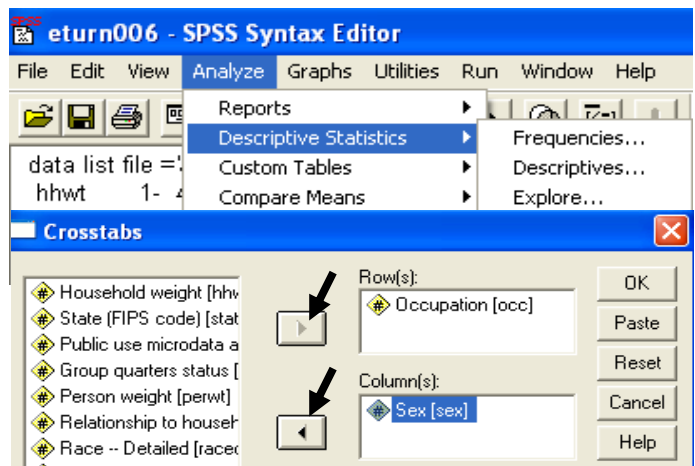 eturn006 - SPSS Syntax Editor
File Edit View Analyze Graphs Utilities Run Window Help
Reports
Descriptive Statistics
Custom Tables
Compare Means
Frequencies...
Descriptives...
Explore...
data list file ='
hhwt 1-
Crosstabs
Household weight [hhw
State (FIPS code) [stat
Public use microdata a
Group quarters status [
Person weight [perwt]
Relationship to househ
Race -- Detailed [raced
Row(s):
Occupation [occ]
Column(s):
Sex [sex]
OK
Paste
Reset
Cancel
Help